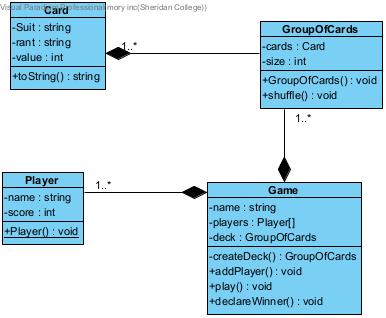 Visual Paradigm Professional(mory inc(Sheridan College))
Card
-Suit : string
-rant : string
-value : int
+toString() : string
1..*
GroupOfCards
-cards : Card
-size : int
+GroupOfCards() : void
+shuffle() : void
1..*
Player
-name : string
-score : int
+Player() : void
1..*
Game
-name : string
-players : Player[]
-deck : GroupOfCards
-createDeck() : GroupOfCards
+addPlayer() : void
+play() : void
+declareWinner() : void